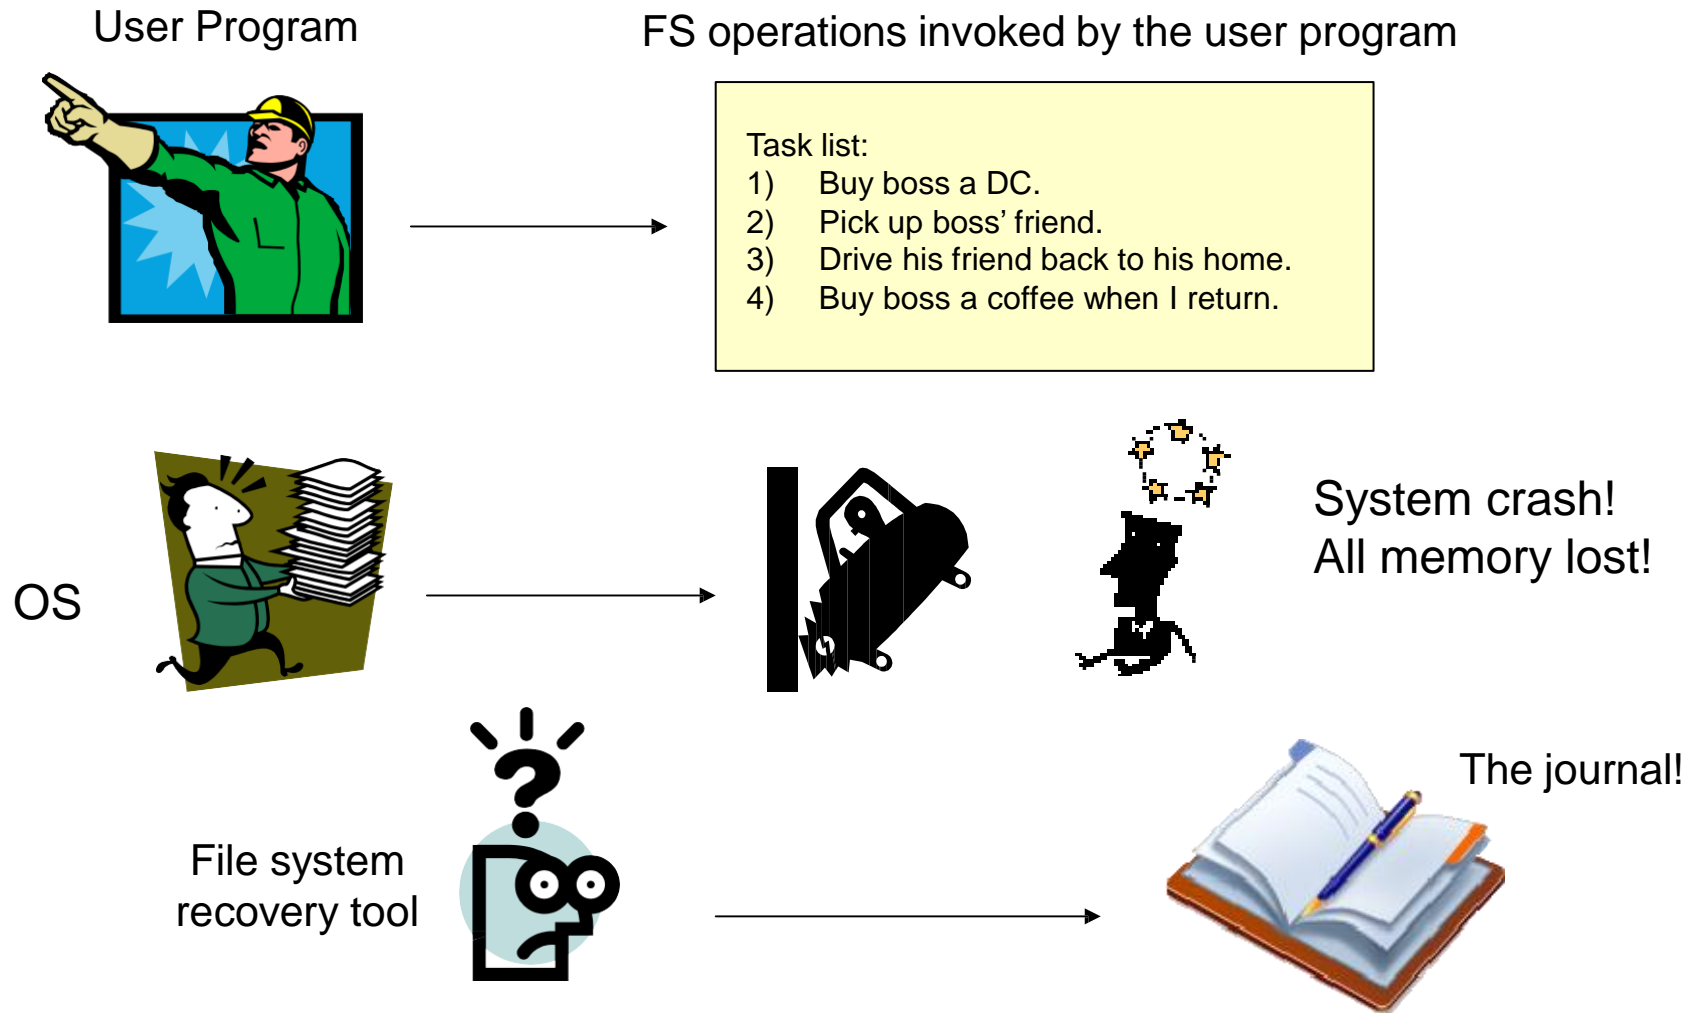 User Program
FS operations invoked by the user program
Task list:
1) Buy boss a DC.
2) Pick up boss’ friend.
3) Drive his friend back to his home.
4) Buy boss a coffee when I return.
OS
System crash!
All memory lost!
File system
recovery tool
The journal!